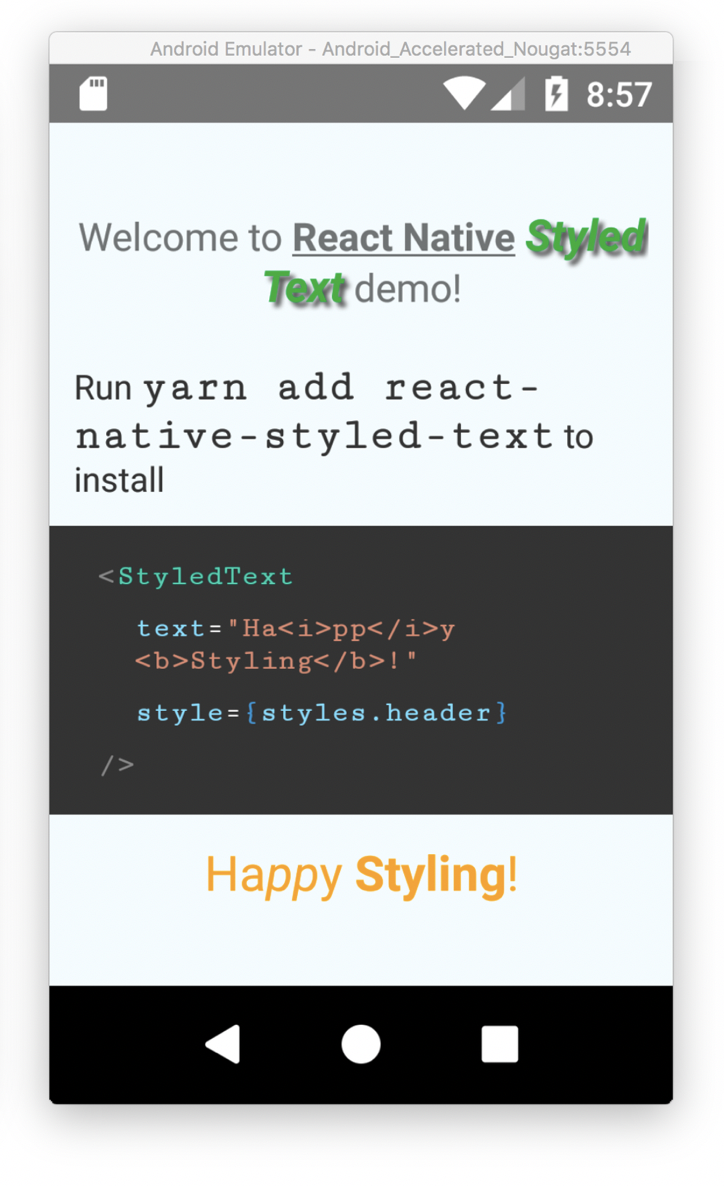 Android Emulator - Android_Accelerated_Nougat:5554
8:57
Welcome to React Native Styled
Text demo!
Run yarn add react-
native-styled-text to
install
<StyledText
text="Ha<i>pp</i>y
<b>Styling</b>!"
style={styles.header}
/>
Happy Styling!